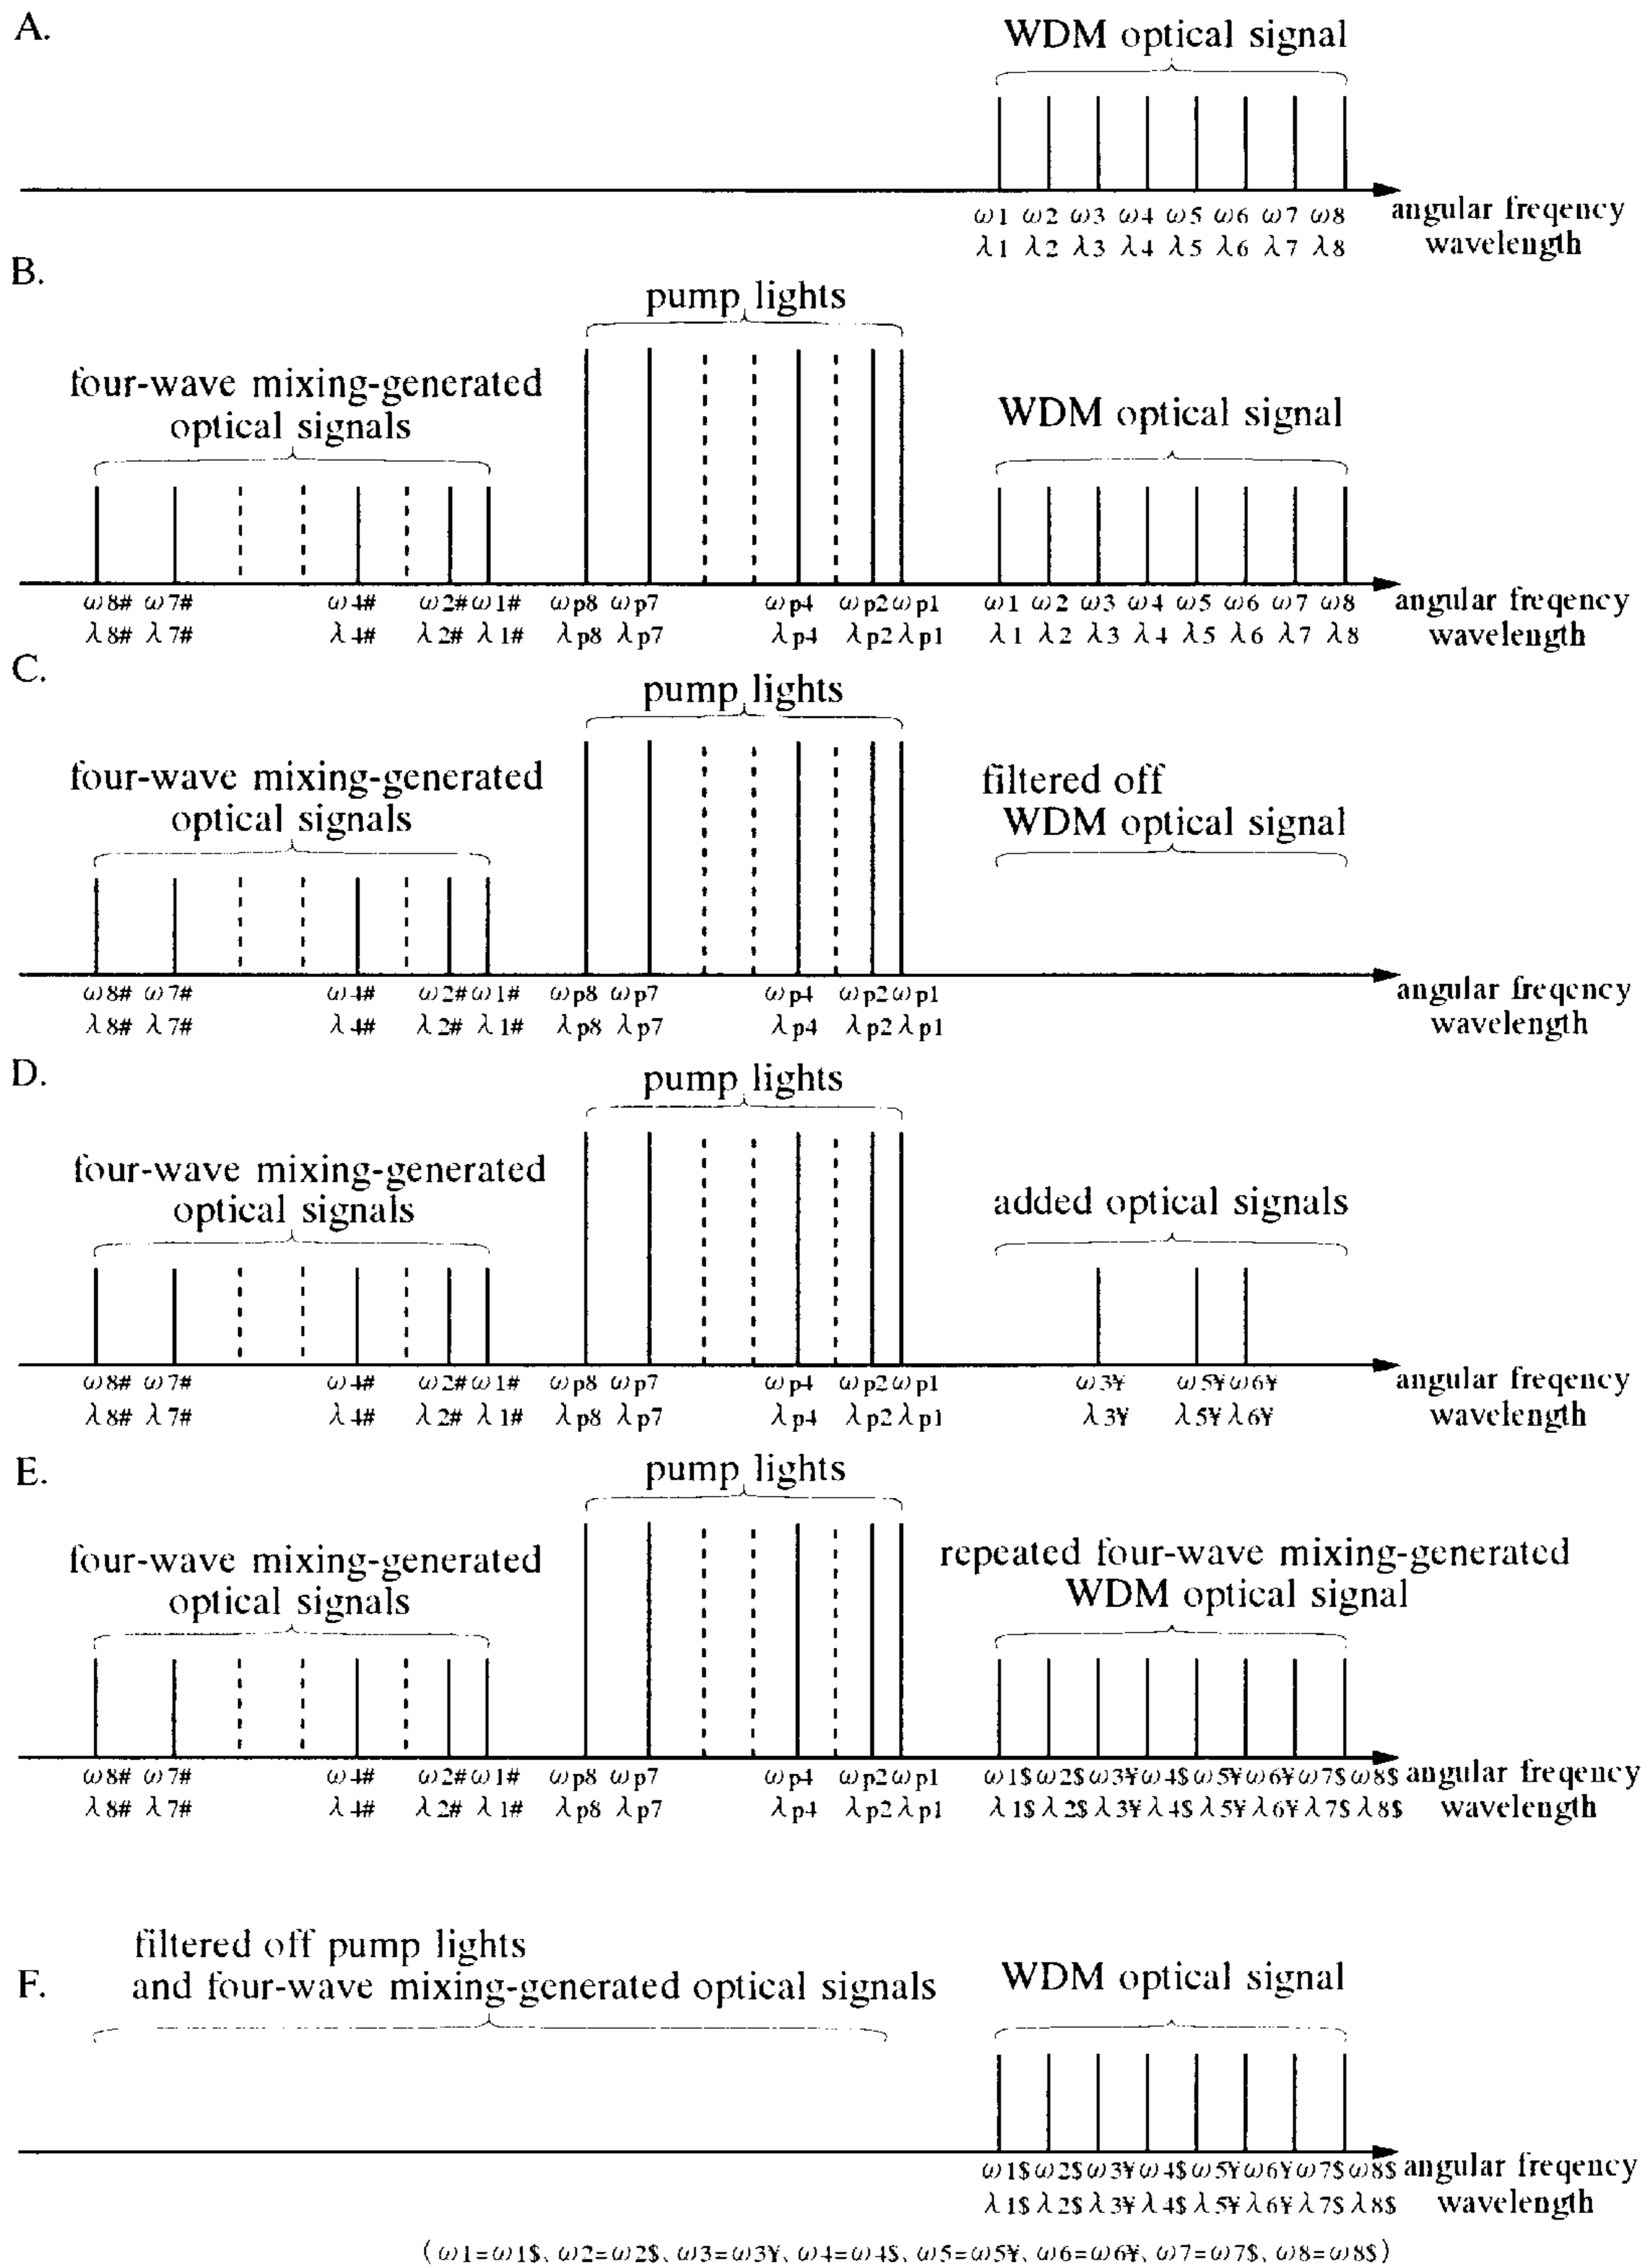 A.
WDM optical signal
ω1 ω2 ω3 ω4 ω5 ω6 ω7 ω8 angular freqency
λ1 λ2 λ3 λ4 λ5 λ6 λ7 λ8 wavelength
B.
pump lights
four-wave mixing-generated
optical signals
WDM optical signal
ω8# ω7# ω4# ω2# ω1# ωp8 ωp7 ωp4 ωp2 ωp1 ω1 ω2 ω3 ω4 ω5 ω6 ω7 ω8 angular freqency
λ8# λ7# λ4# λ2# λ1# λp8 λp7 λp4 λp2 λp1 λ1 λ2 λ3 λ4 λ5 λ6 λ7 λ8 wavelength
C.
pump lights
four-wave mixing-generated
optical signals
filtered off
WDM optical signal
ω8# ω7# ω4# ω2# ω1# ωp8 ωp7 ωp4 ωp2 ωp1 angular freqency
λ8# λ7# λ4# λ2# λ1# λp8 λp7 λp4 λp2 λp1 wavelength
D.
pump lights
four-wave mixing-generated
optical signals
added optical signals
ω8# ω7# ω4# ω2# ω1# ωp8 ωp7 ωp4 ωp2 ωp1 ω3¥ ω5¥ ω6¥ angular freqency
λ8# λ7# λ4# λ2# λ1# λp8 λp7 λp4 λp2 λp1 λ3¥ λ5¥ λ6¥ wavelength
E.
pump lights
four-wave mixing-generated
optical signals
repeated four-wave mixing-generated
WDM optical signal
ω8# ω7# ω4# ω2# ω1# ωp8 ωp7 ωp4 ωp2 ωp1 ω1$ ω2$ ω3¥ ω4$ ω5¥ ω6¥ ω7$ ω8$ angular freqency
λ8# λ7# λ4# λ2# λ1# λp8 λp7 λp4 λp2 λp1 λ1$ λ2$ λ3¥ λ4$ λ5¥ λ6¥ λ7$ λ8$ wavelength
filtered off pump lights
F.
and four-wave mixing-generated optical signals
WDM optical signal
ω1$ ω2$ ω3¥ ω4$ ω5¥ ω6¥ ω7$ ω8$ angular freqency
λ1$ λ2$ λ3¥ λ4$ λ5¥ λ6¥ λ7$ λ8$ wavelength
(ω1=ω1$、ω2=ω2$、ω3=ω3¥、ω4=ω4$、ω5=ω5¥、ω6=ω6¥、ω7=ω7$、ω8=ω8$)